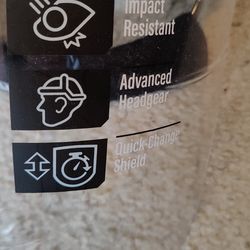 Impact
Resistant
Advanced
Headgear
Quick-Change
Shield